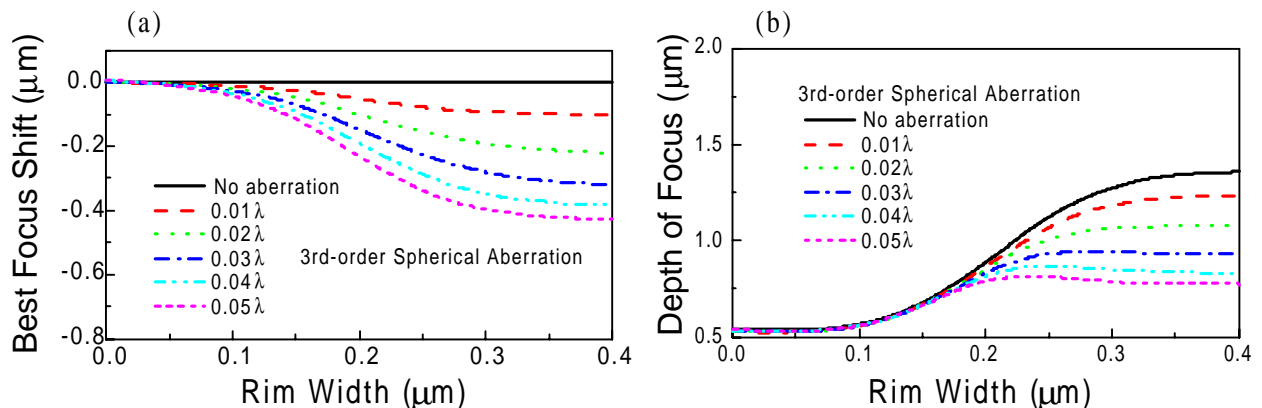 (a)
Best Focus Shift (μm)
0.0
-0.2
-0.4
-0.6
-0.8
No aberration
0.01λ
0.02λ
0.03λ
0.04λ
0.05λ
3rd-order Spherical Aberration
0.0 0.1 0.2 0.3 0.4
Rim Width (μm)
(b)
Depth of Focus (μm)
2.0
1.5
1.0
0.5
3rd-order Spherical Aberration
No aberration
0.01λ
0.02λ
0.03λ
0.04λ
0.05λ
0.0 0.1 0.2 0.3 0.4
Rim Width (μm)